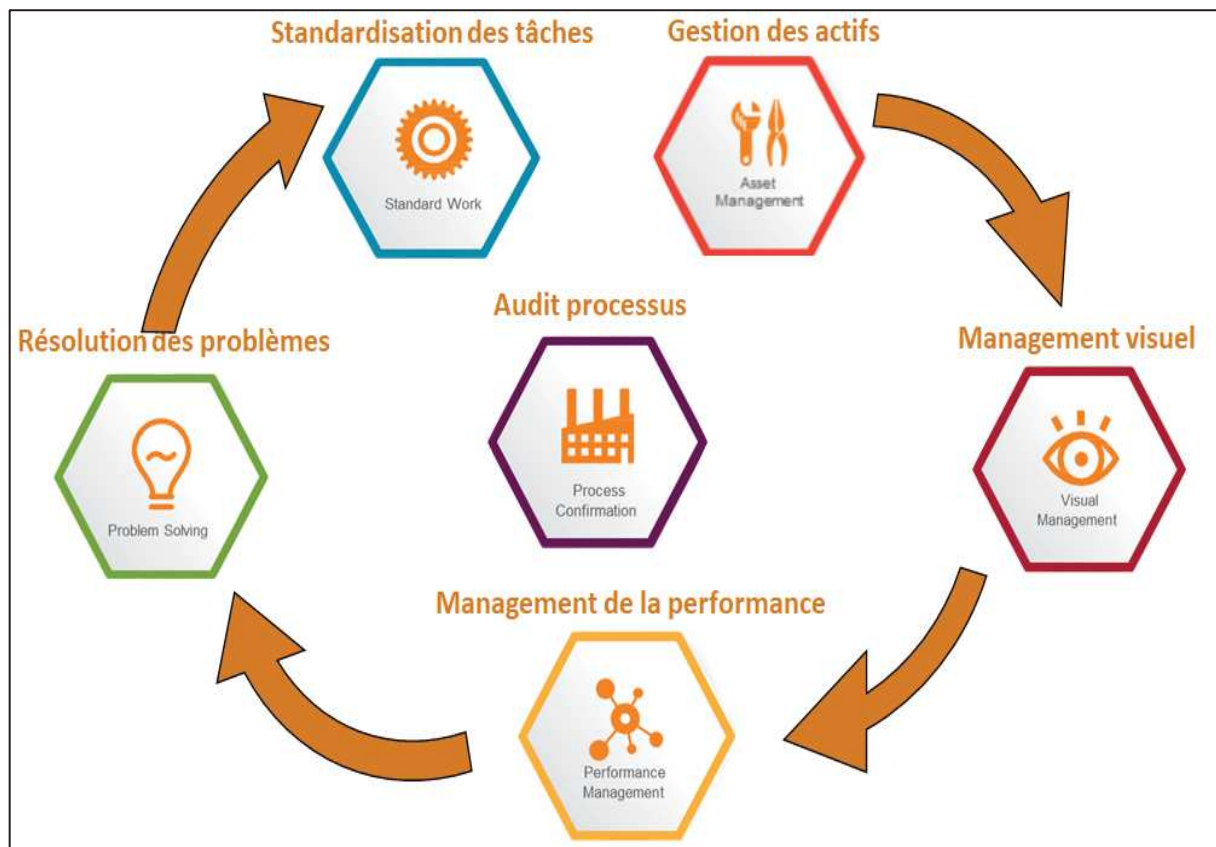 Standardisation des tâches
Gestion des actifs
Standard Work
Asset
Management
Audit processus
Résolution des problèmes
Management visuel
Process
Confirmation
Problem Solving
Visual
Management
Management de la performance
Performance
Management